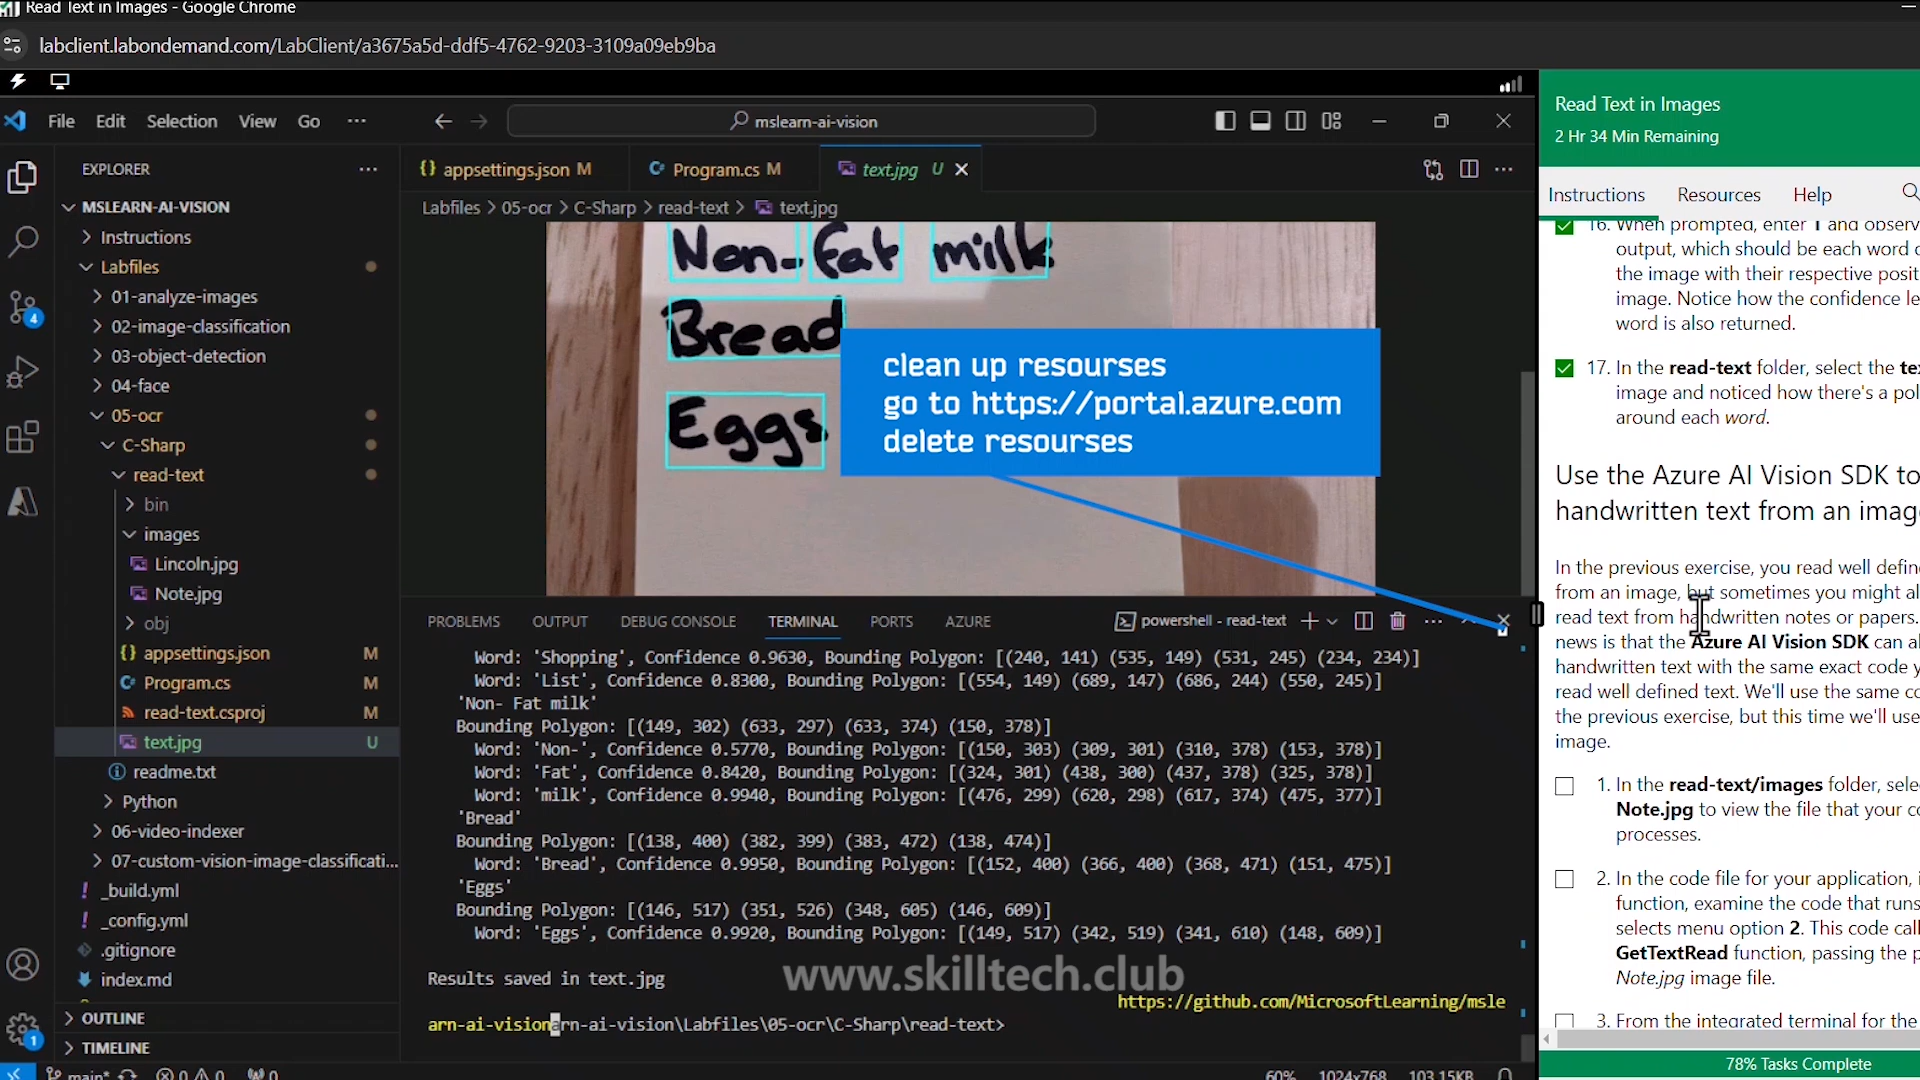 Read Text in Images - Google Chrome
labclient.labondemand.com/LabClient/a3675a5d-ddf5-4762-9203-3109a09eb9ba
File Edit Selection View Go ···
mslearn-ai-vision
EXPLORER ···
MSLEARN-AI-VISION
Instructions
Labfiles
01-analyze-images
02-image-classification
03-object-detection
04-face
05-ocr
C-Sharp
read-text
bin
images
Lincoln.jpg
Note.jpg
obj
appsettings.json M
Program.cs M
read-text.csproj M
text.jpg U
readme.txt
Python
06-video-indexer
07-custom-vision-image-classificati...
_build.yml
_config.yml
.gitignore
index.md
OUTLINE
TIMELINE
appsettings.json M Program.cs M text.jpg U
Labfiles > 05-ocr > C-Sharp > read-text > text.jpg
Non-Fat milk
Bread
Eggs
clean up resourses
go to https://portal.azure.com
delete resourses
PROBLEMS OUTPUT DEBUG CONSOLE TERMINAL PORTS AZURE powershell - read-text
Word: 'Shopping', Confidence 0.9630, Bounding Polygon: [(240, 141) (535, 149) (531, 245) (234, 234)]
Word: 'List', Confidence 0.8300, Bounding Polygon: [(554, 149) (689, 147) (686, 244) (550, 245)]
'Non- Fat milk'
Bounding Polygon: [(149, 302) (633, 297) (633, 374) (150, 378)]
Word: 'Non-', Confidence 0.5770, Bounding Polygon: [(150, 303) (309, 301) (310, 378) (153, 378)]
Word: 'Fat', Confidence 0.8420, Bounding Polygon: [(324, 301) (438, 300) (437, 378) (325, 378)]
Word: 'milk', Confidence 0.9940, Bounding Polygon: [(476, 299) (620, 298) (617, 374) (475, 377)]
'Bread'
Bounding Polygon: [(138, 400) (382, 399) (383, 472) (138, 474)]
Word: 'Bread', Confidence 0.9950, Bounding Polygon: [(152, 400) (366, 400) (368, 471) (151, 475)]
'Eggs'
Bounding Polygon: [(146, 517) (351, 526) (348, 605) (146, 609)]
Word: 'Eggs', Confidence 0.9920, Bounding Polygon: [(149, 517) (342, 519) (341, 610) (148, 609)]
Results saved in text.jpg
www.skilltech.club
https://github.com/MicrosoftLearning/msle
arn-ai-visionarn-ai-vision\Labfiles\05-ocr\C-Sharp\read-text>
main* 0 0 0 60% 1024x768 103.15KB
4
1
Read Text in Images
2 Hr 34 Min Remaining
Instructions Resources Help
16. When prompted, enter 1 and observ
output, which should be each word o
the image with their respective posit
image. Notice how the confidence le
word is also returned.
17. In the read-text folder, select the te
image and noticed how there's a pol
around each word.
Use the Azure AI Vision SDK to
handwritten text from an imag
In the previous exercise, you read well define
from an image, but sometimes you might al
read text from handwritten notes or papers.
news is that the Azure AI Vision SDK can al
handwritten text with the same exact code y
read well defined text. We'll use the same co
the previous exercise, but this time we'll use
image.
1. In the read-text/images folder, sele
Note.jpg to view the file that your co
processes.
2. In the code file for your application, i
function, examine the code that runs
selects menu option 2. This code call
GetTextRead function, passing the p
Note.jpg image file.
3. From the integrated terminal for the
78% Tasks Complete